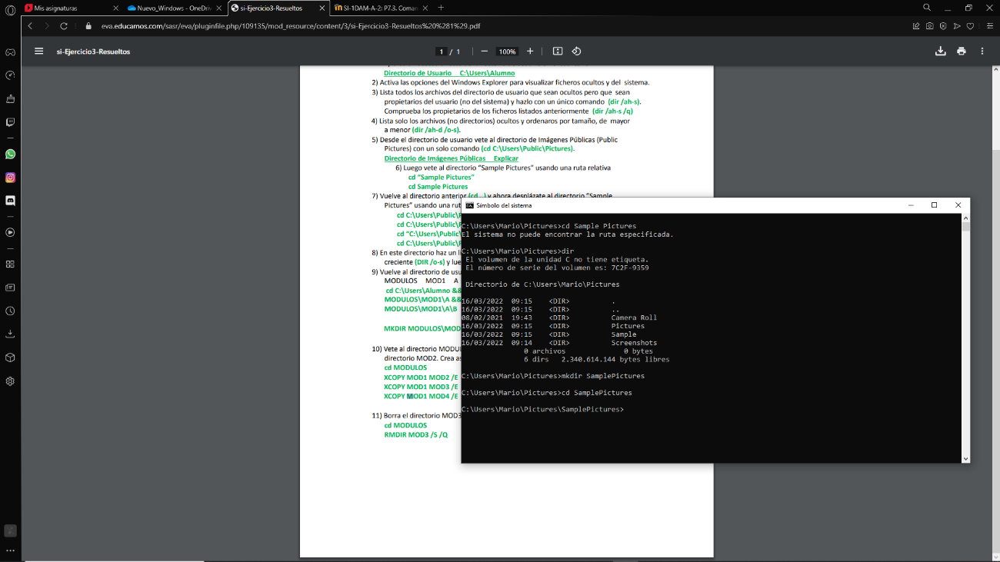 Mis asignaturas
Nuevo_Windows - OneDriv
si-Ejercicio3-Resueltos
SI-1DAM-A-2: P7.3. Coman
eva.educamos.com/sasr/eva/pluginfile.php/109135/mod_resource/content/3/si-Ejercicio3-Resueltos%20%281%29.pdf
si-Ejercicio3-Resueltos
1 / 1
100%
Directorio de Usuario C:\Users\Alumno
2) Activa las opciones del Windows Explorer para visualizar ficheros ocultos y del sistema.
3) Lista todos los archivos del directorio de usuario que sean ocultos pero que sean
propietarios del usuario (no del sistema) y hazlo con un único comando (dir /ah-s).
Comprueba los propietarios de los ficheros listados anteriormente (dir /ah-s /q)
4) Lista solo los archivos (no directorios) ocultos y ordenaros por tamaño, de mayor
a menor (dir /ah-d /o-s).
5) Desde el directorio de usuario vete al directorio de Imágenes Públicas (Public
Pictures) con un solo comando (cd C:\Users\Public\Pictures).
Directorio de Imágenes Públicas Explicar
6) Luego vete al directorio “Sample Pictures” usando una ruta relativa
cd “Sample Pictures”
cd Sample Pictures
7) Vuelve al directorio anterior (cd ..) y ahora desplázate al directorio “Sample
Pictures” usando una rut
cd C:\Users\Public\P
cd C:\Users\Public\P
cd “C:\Users\Public\
cd C:\Users\Public\P
8) En este directorio haz un li
creciente (DIR /o-s) y lue
9) Vuelve al directorio de usu
MODULOS MOD1 A
cd C:\Users\Alumno &&
MODULOS\MOD1\A &&
MODULOS\MOD1\A\B
MKDIR MODULOS\MOD
10) Vete al directorio MODUL
directorio MOD2. Crea as
cd MODULOS
XCOPY MOD1 MOD2 /E
XCOPY MOD1 MOD3 /E
XCOPY MOD1 MOD4 /E
11) Borra el directorio MOD3
cd MODULOS
RMDIR MOD3 /S /Q
Símbolo del sistema
C:\Users\Mario\Pictures>cd Sample Pictures
El sistema no puede encontrar la ruta especificada.
C:\Users\Mario\Pictures>dir
El volumen de la unidad C no tiene etiqueta.
El número de serie del volumen es: 7C2F-9359
Directorio de C:\Users\Mario\Pictures
16/03/2022 09:15 <DIR> .
16/03/2022 09:15 <DIR> ..
08/02/2021 19:43 <DIR> Camera Roll
16/03/2022 09:15 <DIR> Pictures
16/03/2022 09:15 <DIR> Sample
16/03/2022 09:14 <DIR> Screenshots
0 archivos 0 bytes
6 dirs 2.340.614.144 bytes libres
C:\Users\Mario\Pictures>mkdir SamplePictures
C:\Users\Mario\Pictures>cd SamplePictures
C:\Users\Mario\Pictures\SamplePictures>